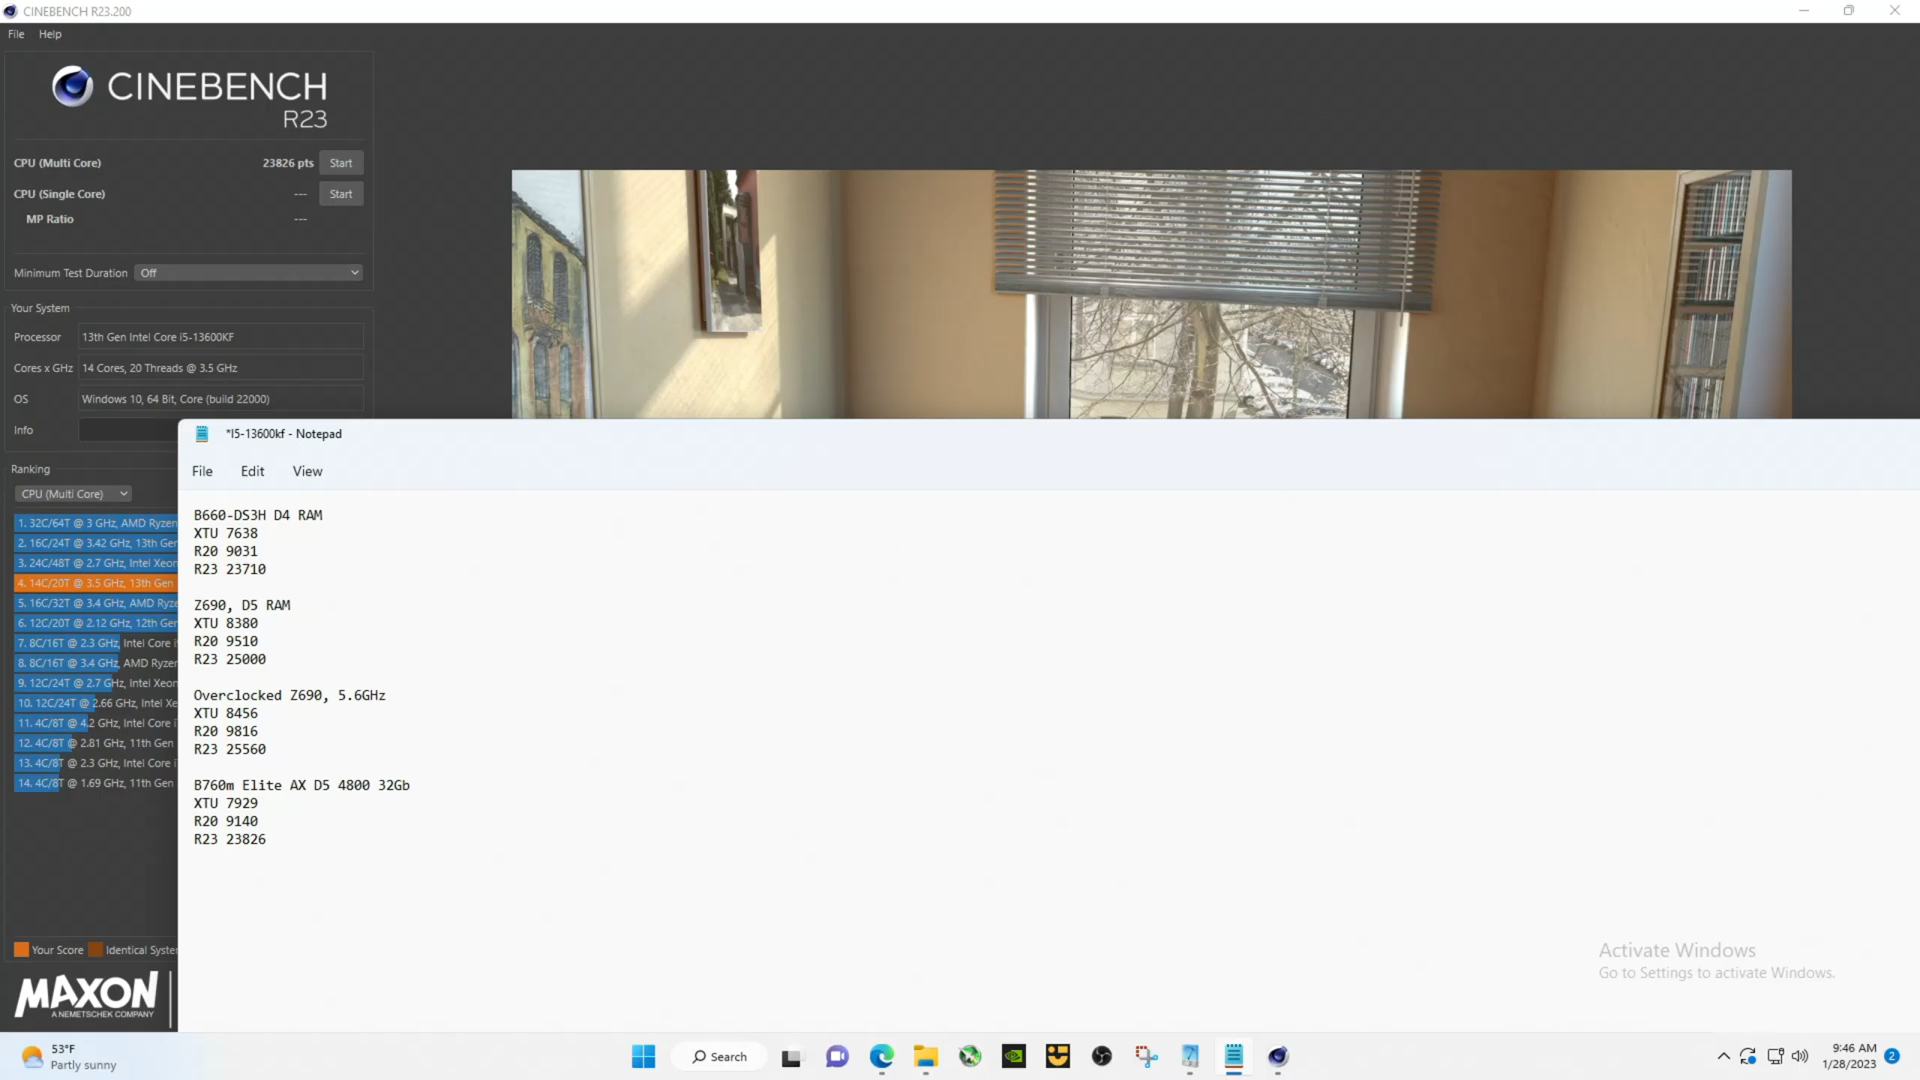 CINEBENCH R23.200
File Help
CINEBENCH
R23
CPU (Multi Core) 23826 pts Start
CPU (Single Core) --- Start
MP Ratio ---
Minimum Test Duration Off
Your System
Processor 13th Gen Intel Core i5-13600KF
Cores x GHz 14 Cores, 20 Threads @ 3.5 GHz
OS Windows 10, 64 Bit, Core (build 22000)
Info
Ranking
CPU (Multi Core)
1. 32C/64T @ 3 GHz, AMD Ryzen
2. 16C/24T @ 3.42 GHz, 13th Ger
3. 24C/48T @ 2.7 GHz, Intel Xeor
4. 14C/20T @ 3.5 GHz, 13th Gen
5. 16C/32T @ 3.4 GHz, AMD Ryze
6. 12C/20T @ 2.12 GHz, 12th Ger
7. 8C/16T @ 2.3 GHz, Intel Core i
8. 8C/16T @ 3.4 GHz, AMD Ryzer
9. 12C/24T @ 2.7 GHz, Intel Xeon
10. 12C/24T @ 2.66 GHz, Intel Xe
11. 4C/8T @ 4.2 GHz, Intel Core i
12. 4C/8T @ 2.81 GHz, 11th Gen
13. 4C/8T @ 2.3 GHz, Intel Core i
14. 4C/8T @ 1.69 GHz, 11th Gen
Your Score Identical Syster
MAXON
A NEMETSCHEK COMPANY
*I5-13600kf - Notepad
File Edit View
B660-DS3H D4 RAM
XTU 7638
R20 9031
R23 23710
Z690, D5 RAM
XTU 8380
R20 9510
R23 25000
Overclocked Z690, 5.6GHz
XTU 8456
R20 9816
R23 25560
B760m Elite AX D5 4800 32Gb
XTU 7929
R20 9140
R23 23826
Activate Windows
Go to Settings to activate Windows.
53°F
Partly sunny
Search
9:46 AM
1/28/2023
2